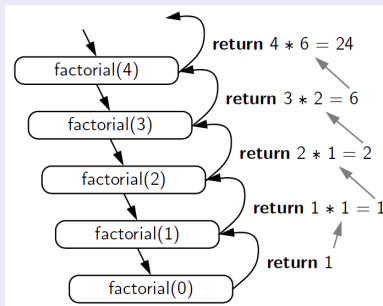 return 4 * 6 = 24
factorial(4)
return 3 * 2 = 6
factorial(3)
return 2 * 1 = 2
factorial(2)
return 1 * 1 = 1
factorial(1)
return 1
factorial(0)